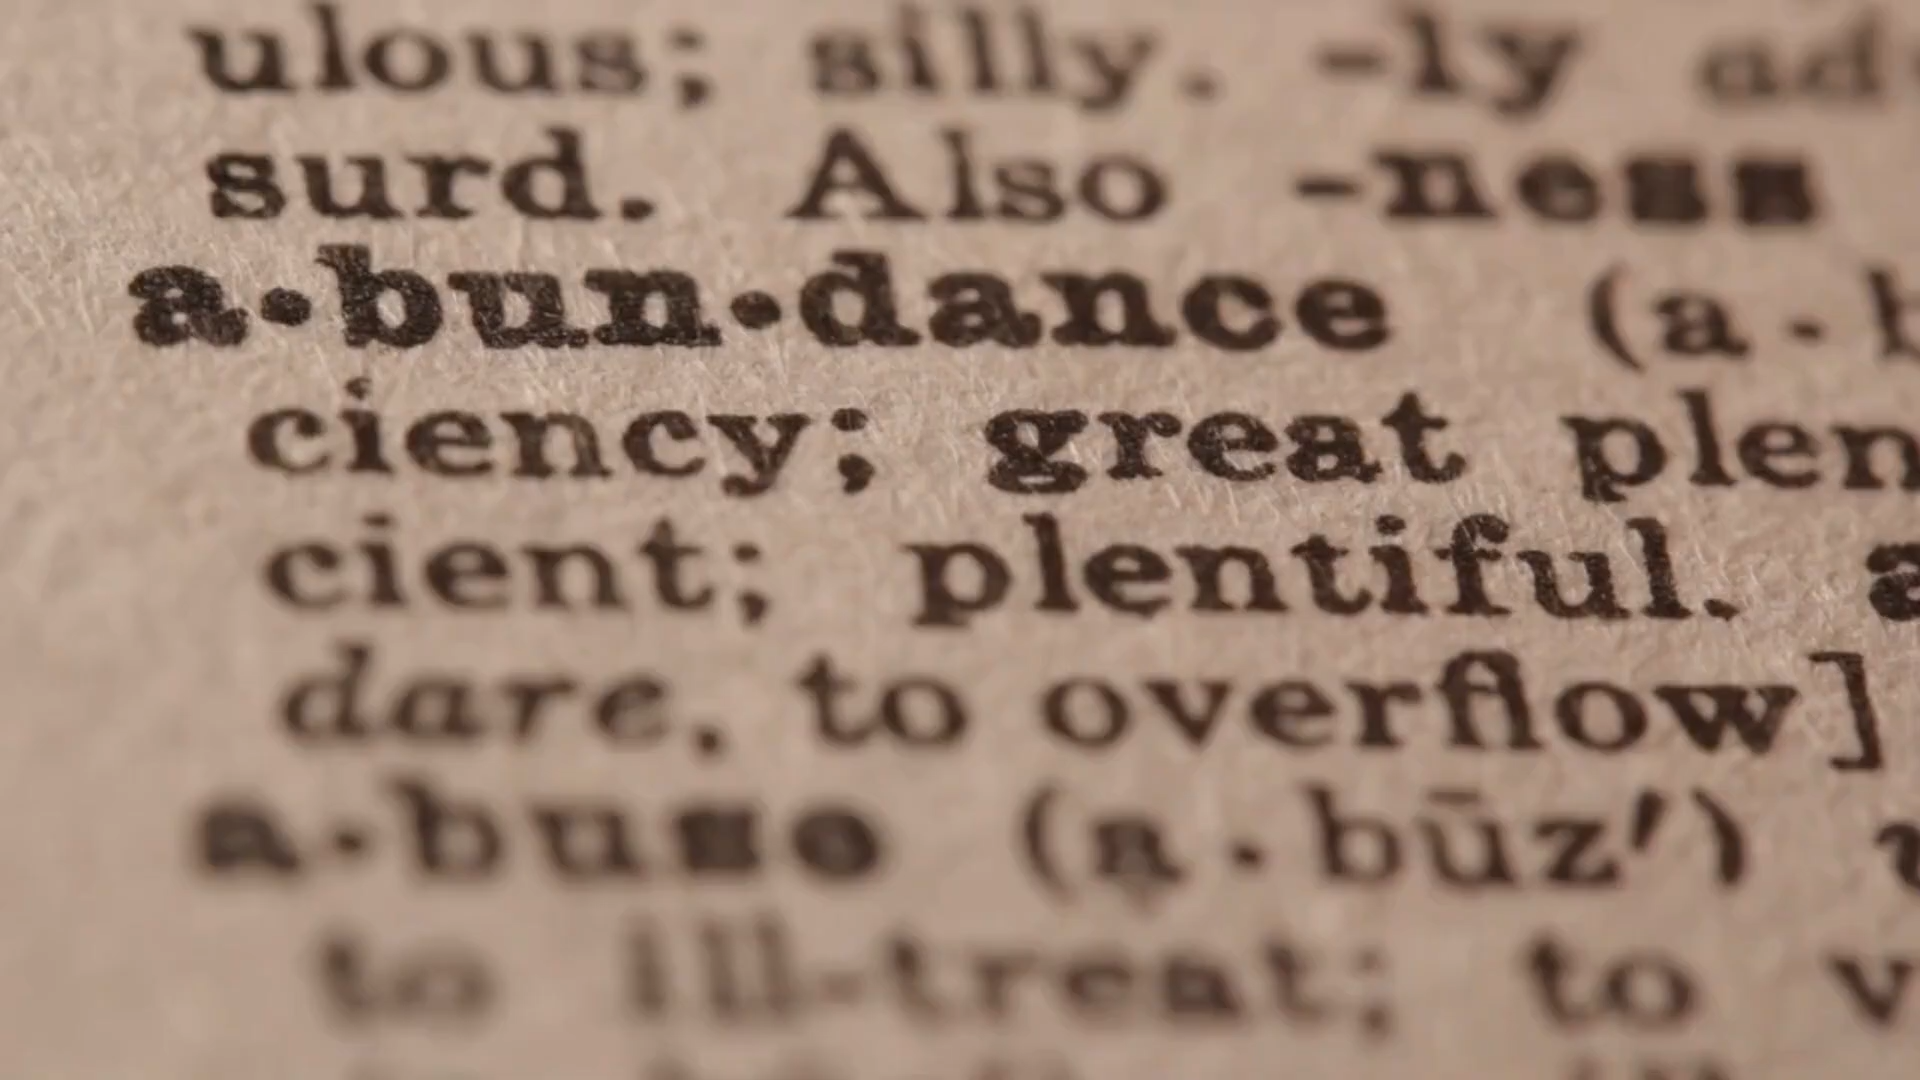 ulous; silly. -ly ad
surd. Also -ness
a·bun·dance (a·b
ciency; great plen
cient; plentiful. a
dare, to overflow]
a·buse (a·būz′) v
to ill-treat; to v